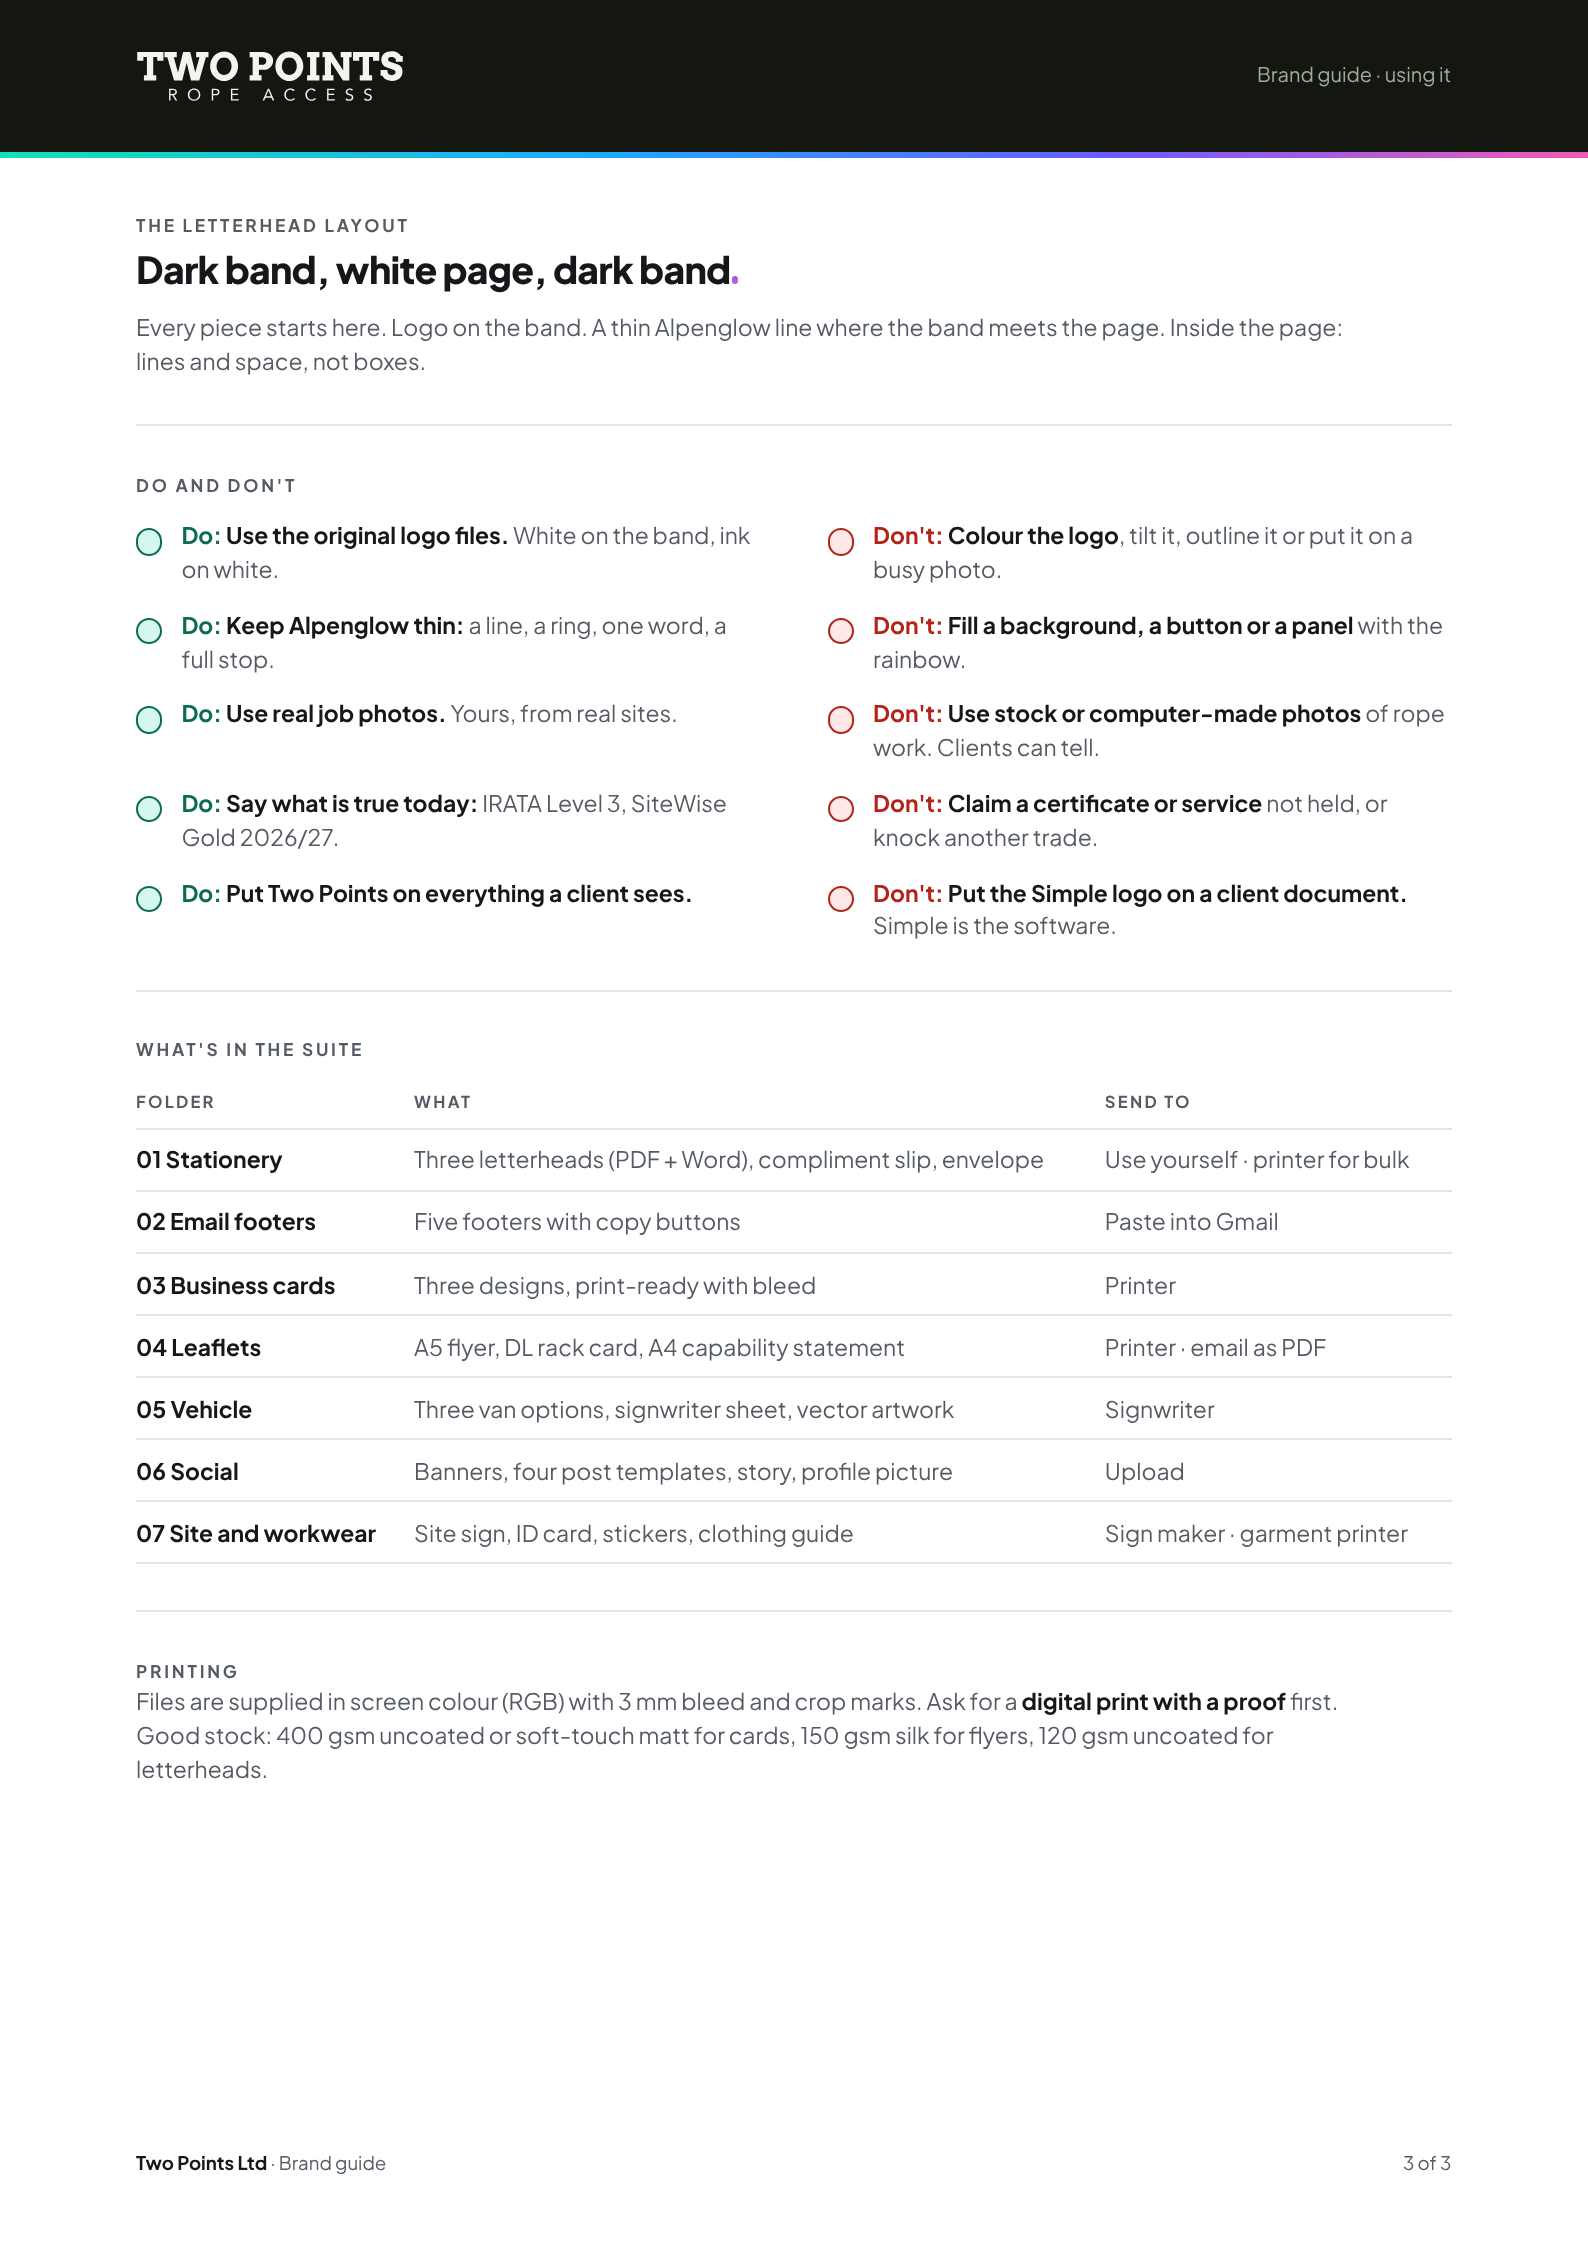 TWO POINTS
ROPE ACCESS
Brand guide · using it
THE LETTERHEAD LAYOUT
Dark band, white page, dark band.
Every piece starts here. Logo on the band. A thin Alpenglow line where the band meets the page. Inside the page:
lines and space, not boxes.
DO AND DON'T
Do: Use the original logo files. White on the band, ink
on white.
Don't: Colour the logo, tilt it, outline it or put it on a
busy photo.
Do: Keep Alpenglow thin: a line, a ring, one word, a
full stop.
Don't: Fill a background, a button or a panel with the
rainbow.
Do: Use real job photos. Yours, from real sites.
Don't: Use stock or computer-made photos of rope
work. Clients can tell.
Do: Say what is true today: IRATA Level 3, SiteWise
Gold 2026/27.
Don't: Claim a certificate or service not held, or
knock another trade.
Do: Put Two Points on everything a client sees.
Don't: Put the Simple logo on a client document.
Simple is the software.
WHAT'S IN THE SUITE
FOLDER WHAT SEND TO
01 Stationery Three letterheads (PDF + Word), compliment slip, envelope Use yourself · printer for bulk
02 Email footers Five footers with copy buttons Paste into Gmail
03 Business cards Three designs, print-ready with bleed Printer
04 Leaflets A5 flyer, DL rack card, A4 capability statement Printer · email as PDF
05 Vehicle Three van options, signwriter sheet, vector artwork Signwriter
06 Social Banners, four post templates, story, profile picture Upload
07 Site and workwear Site sign, ID card, stickers, clothing guide Sign maker · garment printer
PRINTING
Files are supplied in screen colour (RGB) with 3 mm bleed and crop marks. Ask for a digital print with a proof first.
Good stock: 400 gsm uncoated or soft-touch matt for cards, 150 gsm silk for flyers, 120 gsm uncoated for
letterheads.
Two Points Ltd · Brand guide
3 of 3